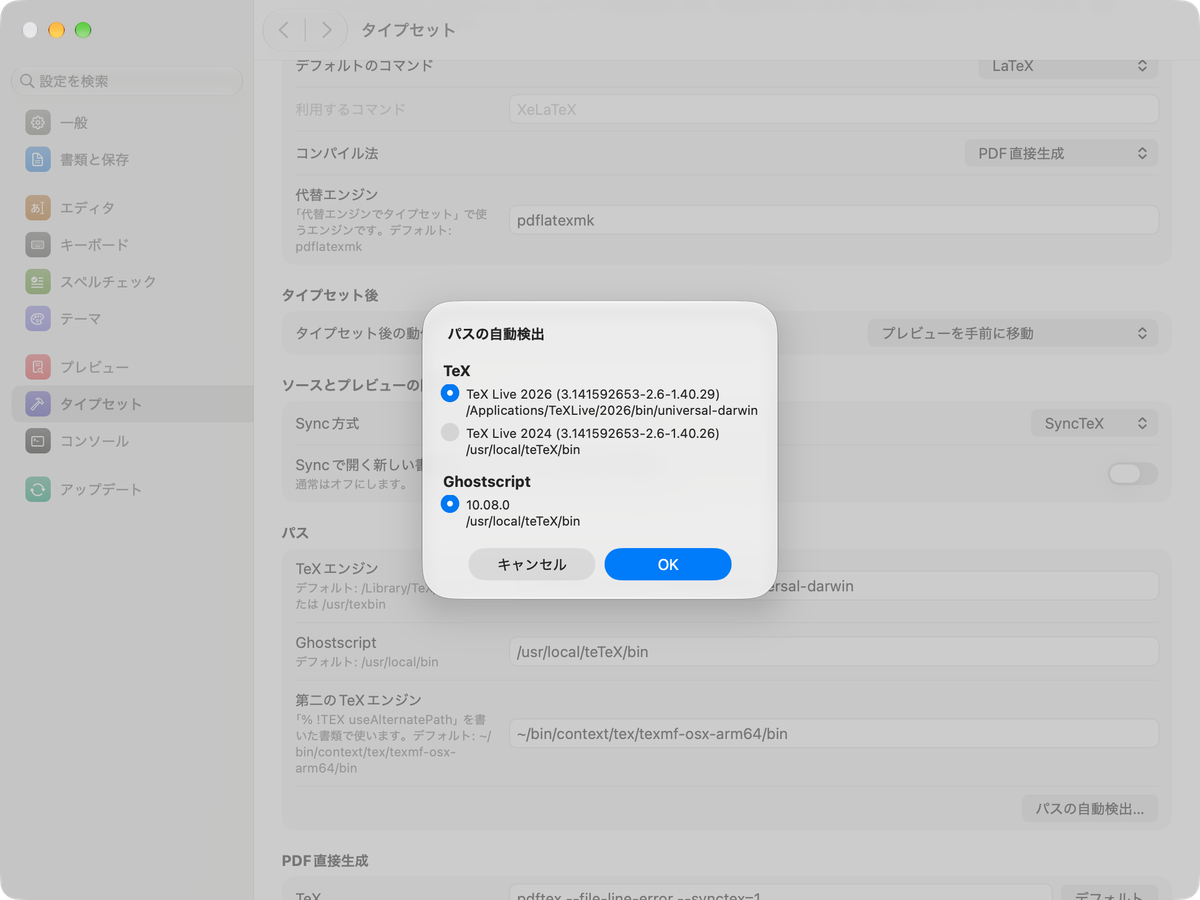 タイプセット
設定を検索
一般
書類と保存
エディタ
キーボード
スペルチェック
テーマ
プレビュー
タイプセット
コンソール
アップデート
デフォルトのコマンド
LaTeX
利用するコマンド
XeLaTeX
コンパイル法
PDF 直接生成
代替エンジン
「代替エンジンでタイプセット」で使
うエンジンです。デフォルト:
pdflatexmk
pdflatexmk
タイプセット後
タイプセット後の動
プレビューを手前に移動
ソースとプレビューの
Sync 方式
SyncTeX
Sync で開く新しい
通常はオフにします。
パス
TeX エンジン
デフォルト: /Library/TeX
たは /usr/texbin
ersal-darwin
Ghostscript
デフォルト: /usr/local/bin
/usr/local/teTeX/bin
第二の TeX エンジン
「% !TEX useAlternatePath」を書
いた書類で使います。デフォルト: ~/
bin/context/tex/texmf-osx-
arm64/bin
~/bin/context/tex/texmf-osx-arm64/bin
パスの自動検出...
PDF 直接生成
TeX
pdftex --file-line-error --synctex=1
デフォルト
パスの自動検出
TeX
TeX Live 2026 (3.141592653-2.6-1.40.29)
/Applications/TeXLive/2026/bin/universal-darwin
TeX Live 2024 (3.141592653-2.6-1.40.26)
/usr/local/teTeX/bin
Ghostscript
10.08.0
/usr/local/teTeX/bin
キャンセル
OK